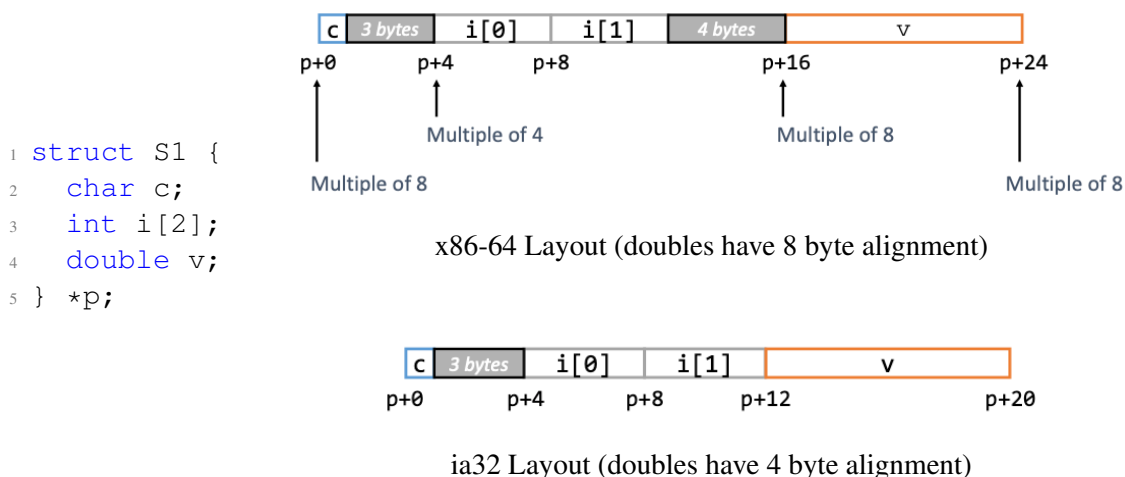 1 struct S1 {
2 char c;
3 int i[2];
4 double v;
5 } *p;
c 3 bytes i[0] i[1] 4 bytes v
p+0 p+4 p+8 p+16 p+24
Multiple of 4 Multiple of 8
Multiple of 8 Multiple of 8
x86-64 Layout (doubles have 8 byte alignment)
c 3 bytes i[0] i[1] v
p+0 p+4 p+8 p+12 p+20
ia32 Layout (doubles have 4 byte alignment)